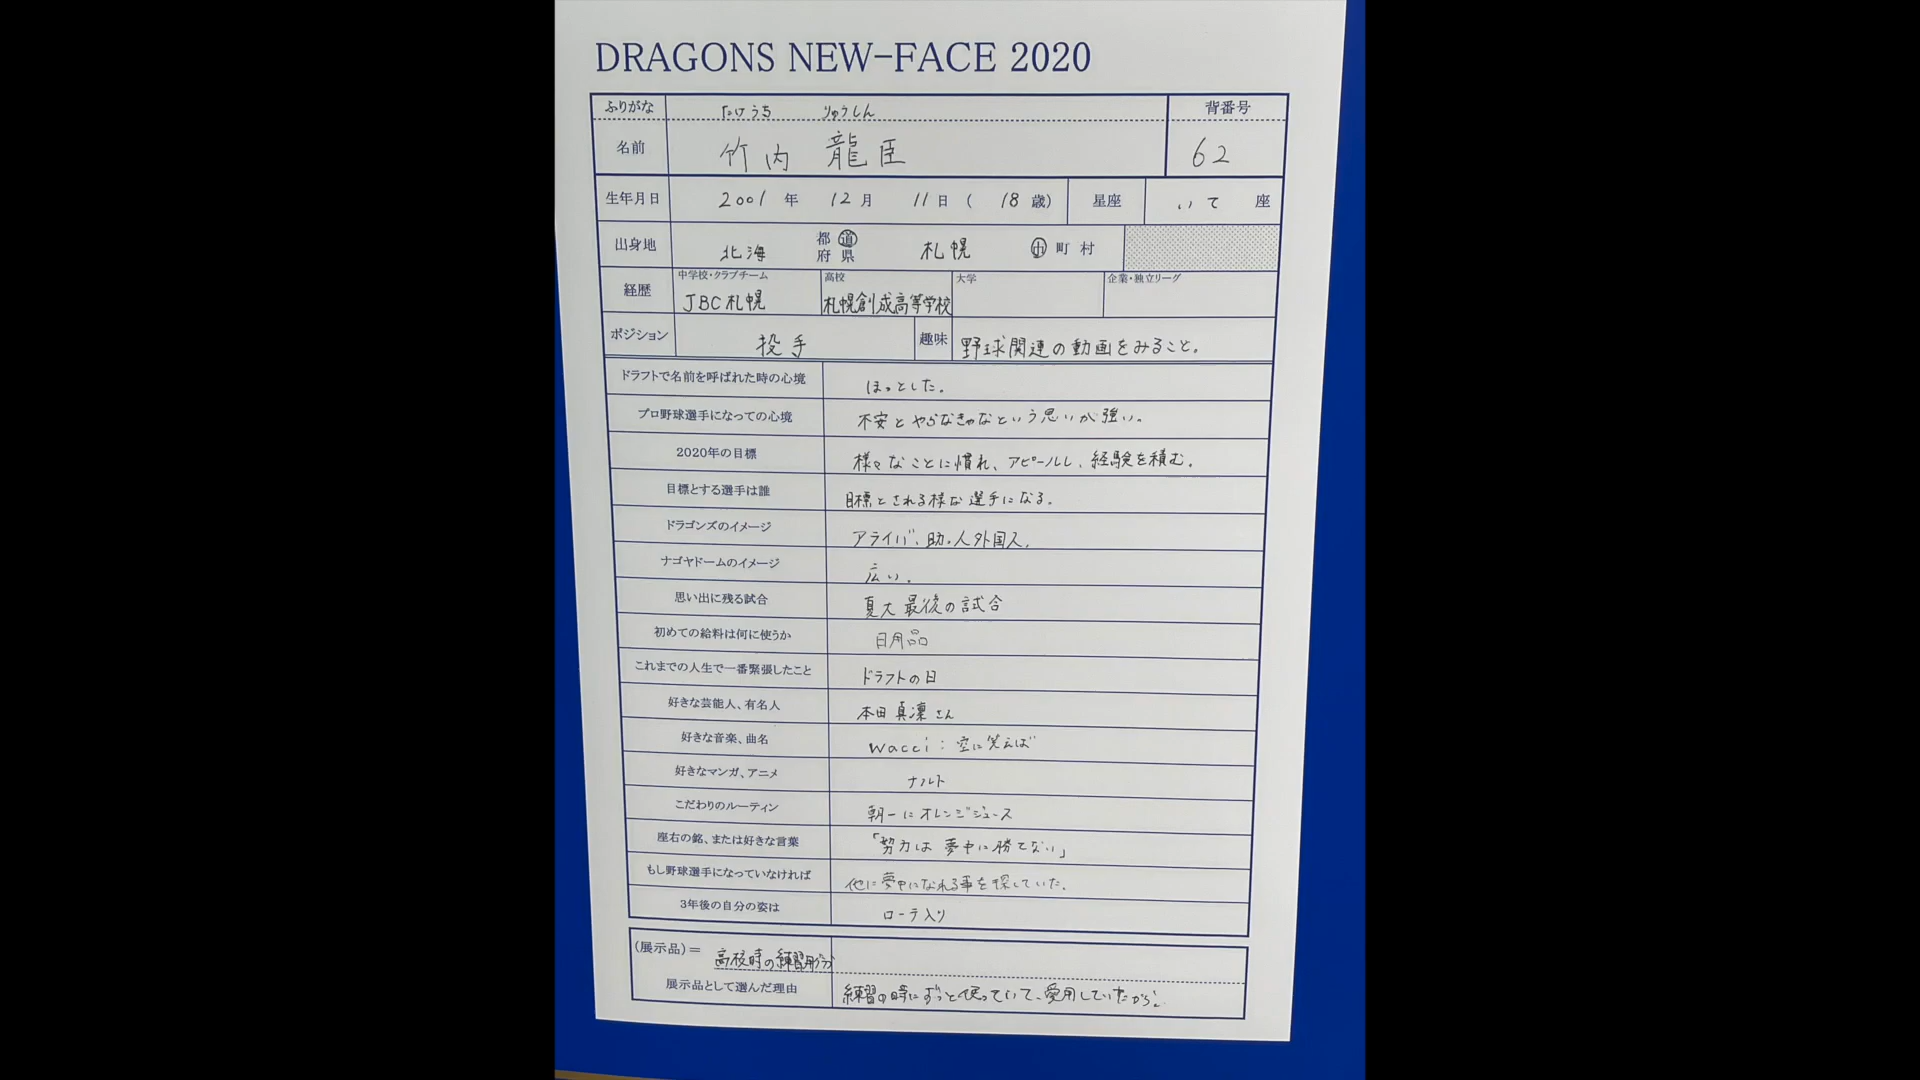 DRAGONS NEW-FACE 2020
ふりがな たけうち りゅうしん 背番号
名前 竹内 龍臣 62
生年月日 2001 年 12 月 11 日 ( 18 歳) 星座 いて 座
出身地 北海 都 道 府 県 札幌 市 町 村
経歴 中学校・クラブチーム 高校 大学 企業・独立リーグ
JBC札幌 札幌創成高等学校
ポジション 投手 趣味 野球関連の動画をみること。
ドラフトで名前を呼ばれた時の心境 ほっとした。
プロ野球選手になっての心境 不安とやらなきゃなという思いが強い。
2020年の目標 様々なことに慣れ、アピールし、経験を積む。
目標とする選手は誰 目標とされる様な選手になる。
ドラゴンズのイメージ アライバ、助っ人外国人。
ナゴヤドームのイメージ 広い。
思い出に残る試合 夏大最後の試合
初めての給料は何に使うか 日用品
これまでの人生で一番緊張したこと ドラフトの日
好きな芸能人、有名人 本田真凜さん
好きな音楽、曲名 wacci：空に笑えば
好きなマンガ、アニメ ナルト
こだわりのルーティン 朝一にオレンジジュース
座右の銘、または好きな言葉 「努力は夢中に勝てない」
もし野球選手になっていなければ 他に夢中になれる事を探していた。
3年後の自分の姿は ローテ入り
(展示品)＝ 高校時の練習用グラブ
展示品として選んだ理由 練習の時にずっと使っていて、愛用していたから。